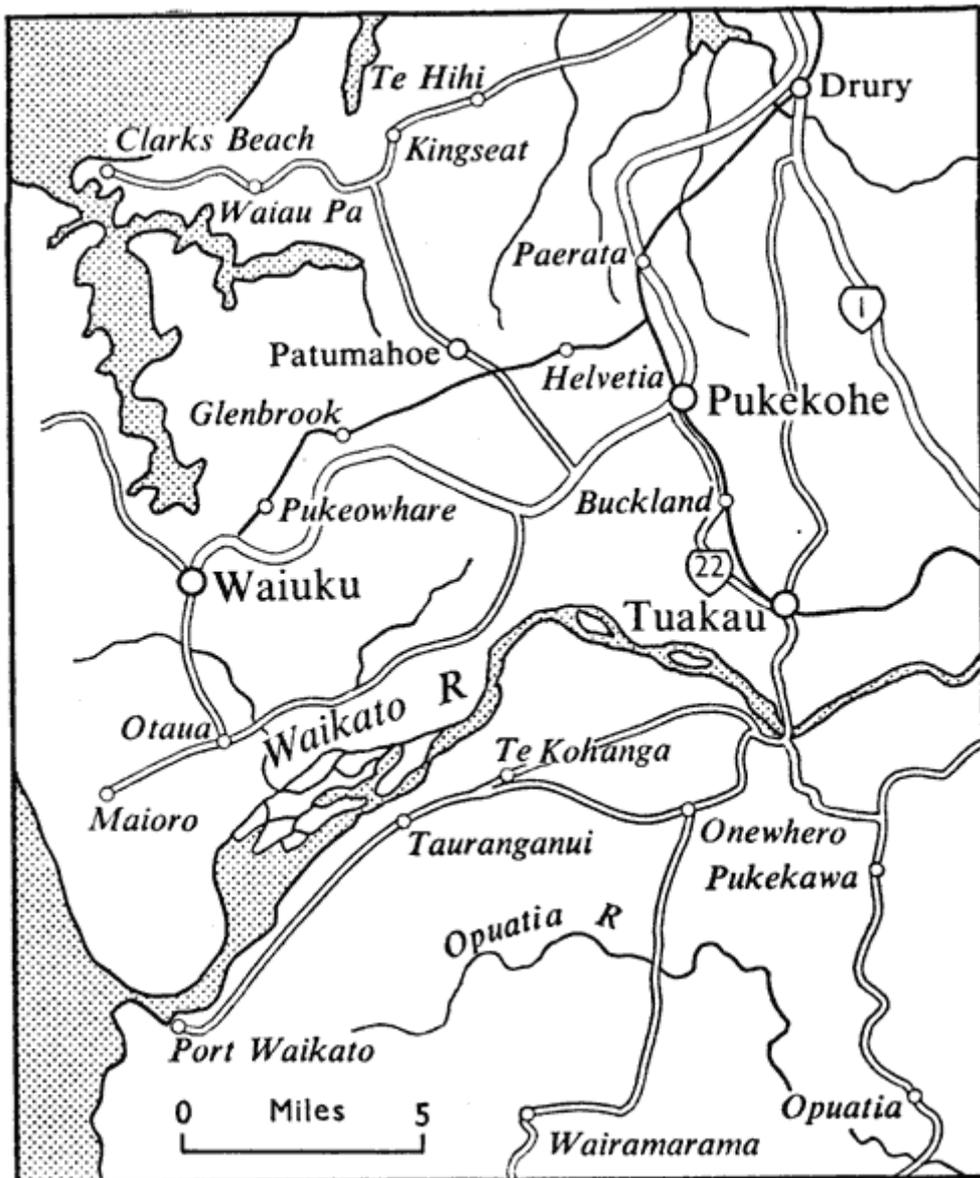 Te Hihi
Drury
Clarks Beach
Kingseat
Waiau Pa
Paerata
1
Patumahoe
Helvetia
Pukekohe
Glenbrook
Pukeowhare
Buckland
22
Waiuku
Tuakau
Waikato R
Otaua
Te Kohanga
Maioro
Tauranganui
Onewhero
Pukekawa
Opuatia R
Port Waikato
0 Miles 5
Opuatia
Wairamarama